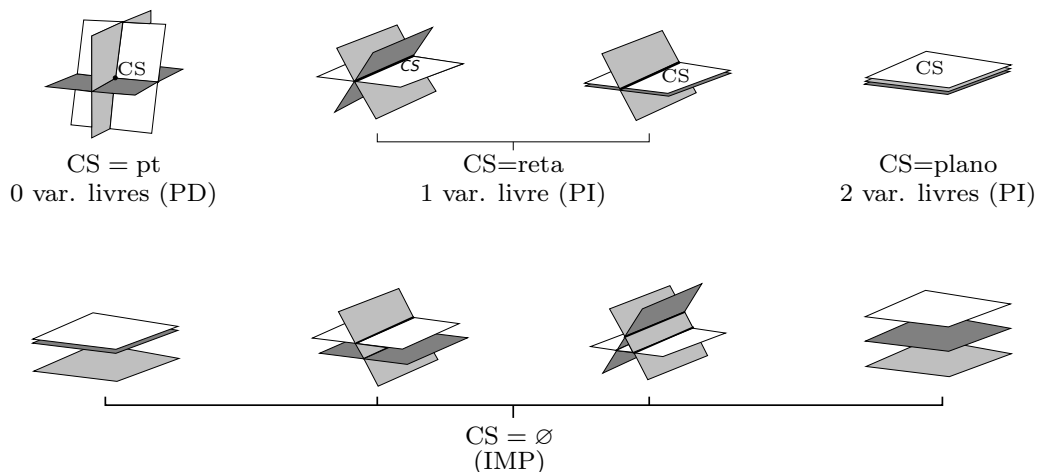 CS
CS
CS
CS
CS = pt
0 var. livres (PD)
CS=reta
1 var. livre (PI)
CS=plano
2 var. livres (PI)
CS = ∅
(IMP)